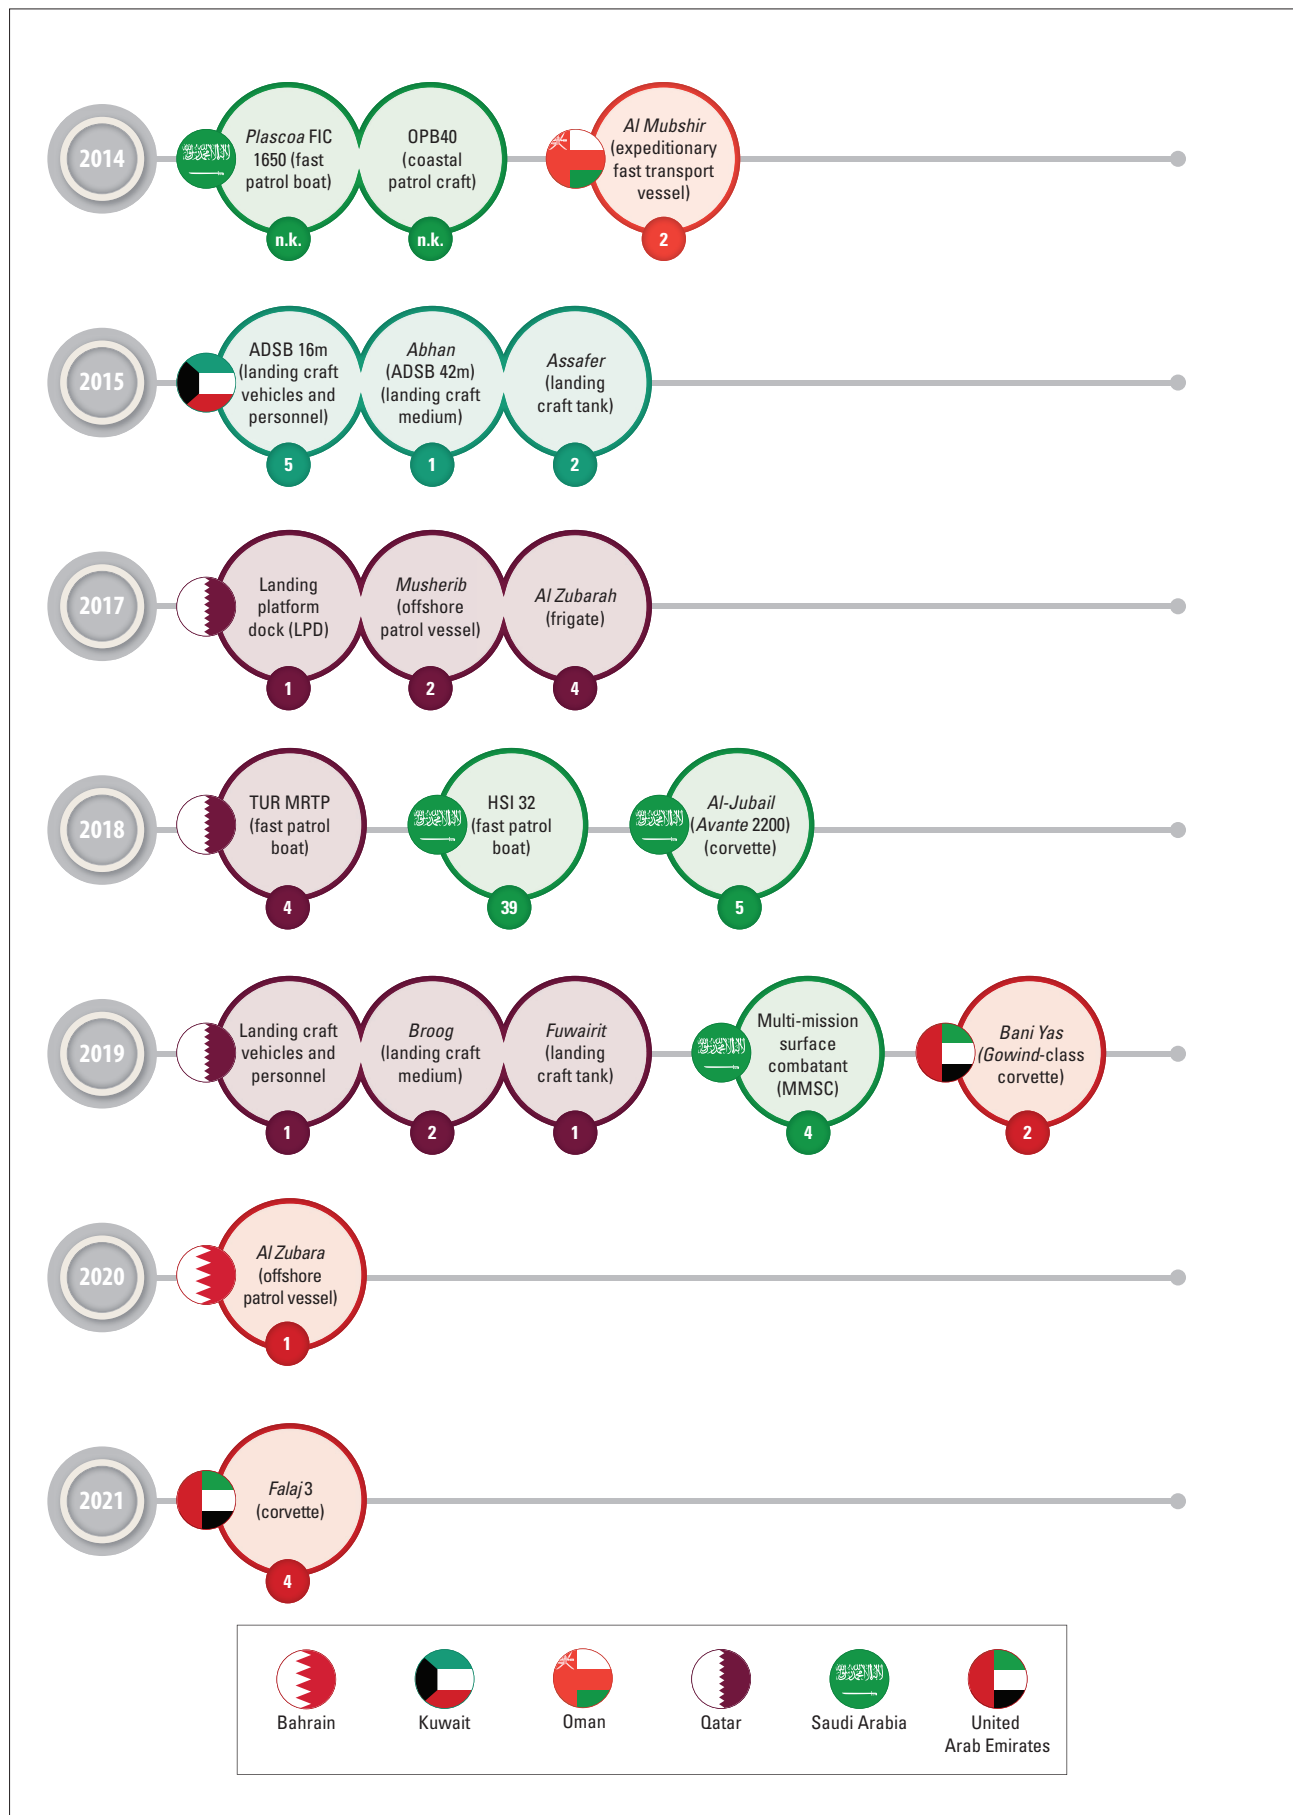 2014
Plascoa FIC
1650 (fast
patrol boat)
n.k.
OPB40
(coastal
patrol craft)
n.k.
Al Mubshir
(expeditionary
fast transport
vessel)
2
2015
ADSB 16m
(landing craft
vehicles and
personnel)
5
Abhan
(ADSB 42m)
(landing craft
medium)
1
Assafer
(landing
craft tank)
2
2017
Landing
platform
dock (LPD)
1
Musherib
(offshore
patrol vessel)
2
Al Zubarah
(frigate)
4
2018
TUR MRTP
(fast patrol
boat)
4
HSI 32
(fast patrol
boat)
39
Al-Jubail
(Avante 2200)
(corvette)
5
2019
Landing craft
vehicles and
personnel
1
Broog
(landing craft
medium)
2
Fuwairit
(landing
craft tank)
1
Multi-mission
surface
combatant
(MMSC)
4
Bani Yas
(Gowind-class
corvette)
2
2020
Al Zubara
(offshore
patrol vessel)
1
2021
Falaj 3
(corvette)
4
Bahrain
Kuwait
Oman
Qatar
Saudi Arabia
United
Arab Emirates